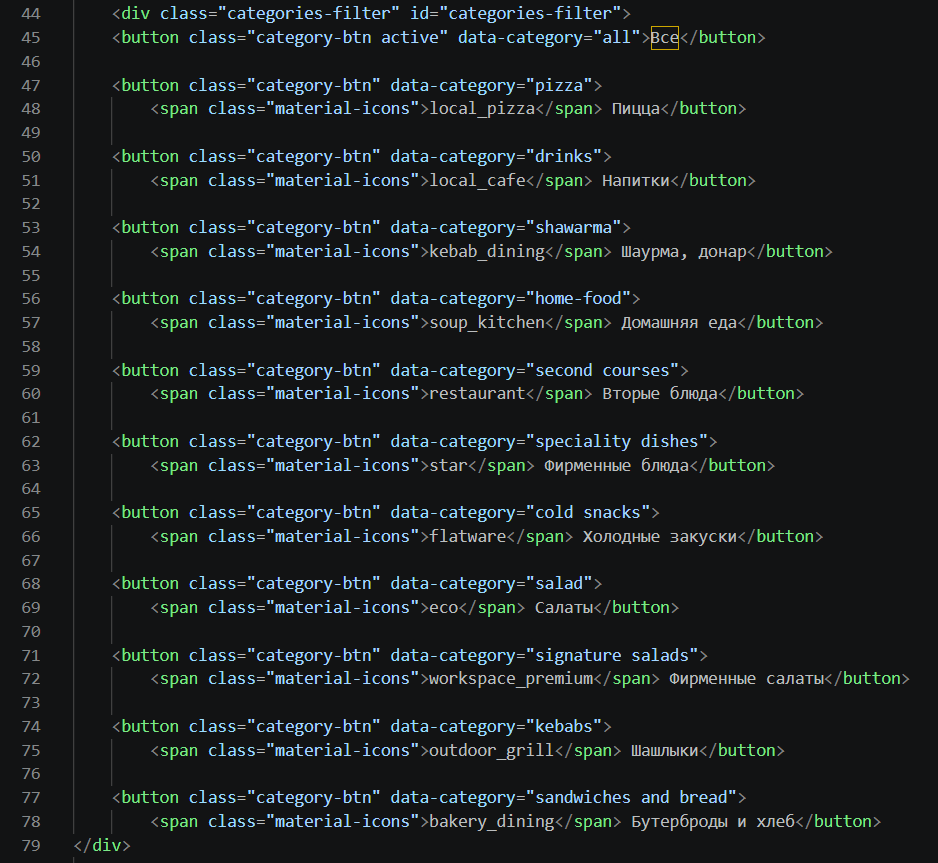 44 <div class="categories-filter" id="categories-filter">
45 <button class="category-btn active" data-category="all">Все</button>
46
47 <button class="category-btn" data-category="pizza">
48 <span class="material-icons">local_pizza</span> Пицца</button>
49
50 <button class="category-btn" data-category="drinks">
51 <span class="material-icons">local_cafe</span> Напитки</button>
52
53 <button class="category-btn" data-category="shawarma">
54 <span class="material-icons">kebab_dining</span> Шаурма, донар</button>
55
56 <button class="category-btn" data-category="home-food">
57 <span class="material-icons">soup_kitchen</span> Домашняя еда</button>
58
59 <button class="category-btn" data-category="second courses">
60 <span class="material-icons">restaurant</span> Вторые блюда</button>
61
62 <button class="category-btn" data-category="speciality dishes">
63 <span class="material-icons">star</span> Фирменные блюда</button>
64
65 <button class="category-btn" data-category="cold snacks">
66 <span class="material-icons">flatware</span> Холодные закуски</button>
67
68 <button class="category-btn" data-category="salad">
69 <span class="material-icons">eco</span> Салаты</button>
70
71 <button class="category-btn" data-category="signature salads">
72 <span class="material-icons">workspace_premium</span> Фирменные салаты</button>
73
74 <button class="category-btn" data-category="kebabs">
75 <span class="material-icons">outdoor_grill</span> Шашлыки</button>
76
77 <button class="category-btn" data-category="sandwiches and bread">
78 <span class="material-icons">bakery_dining</span> Бутерброды и хлеб</button>
79 </div>